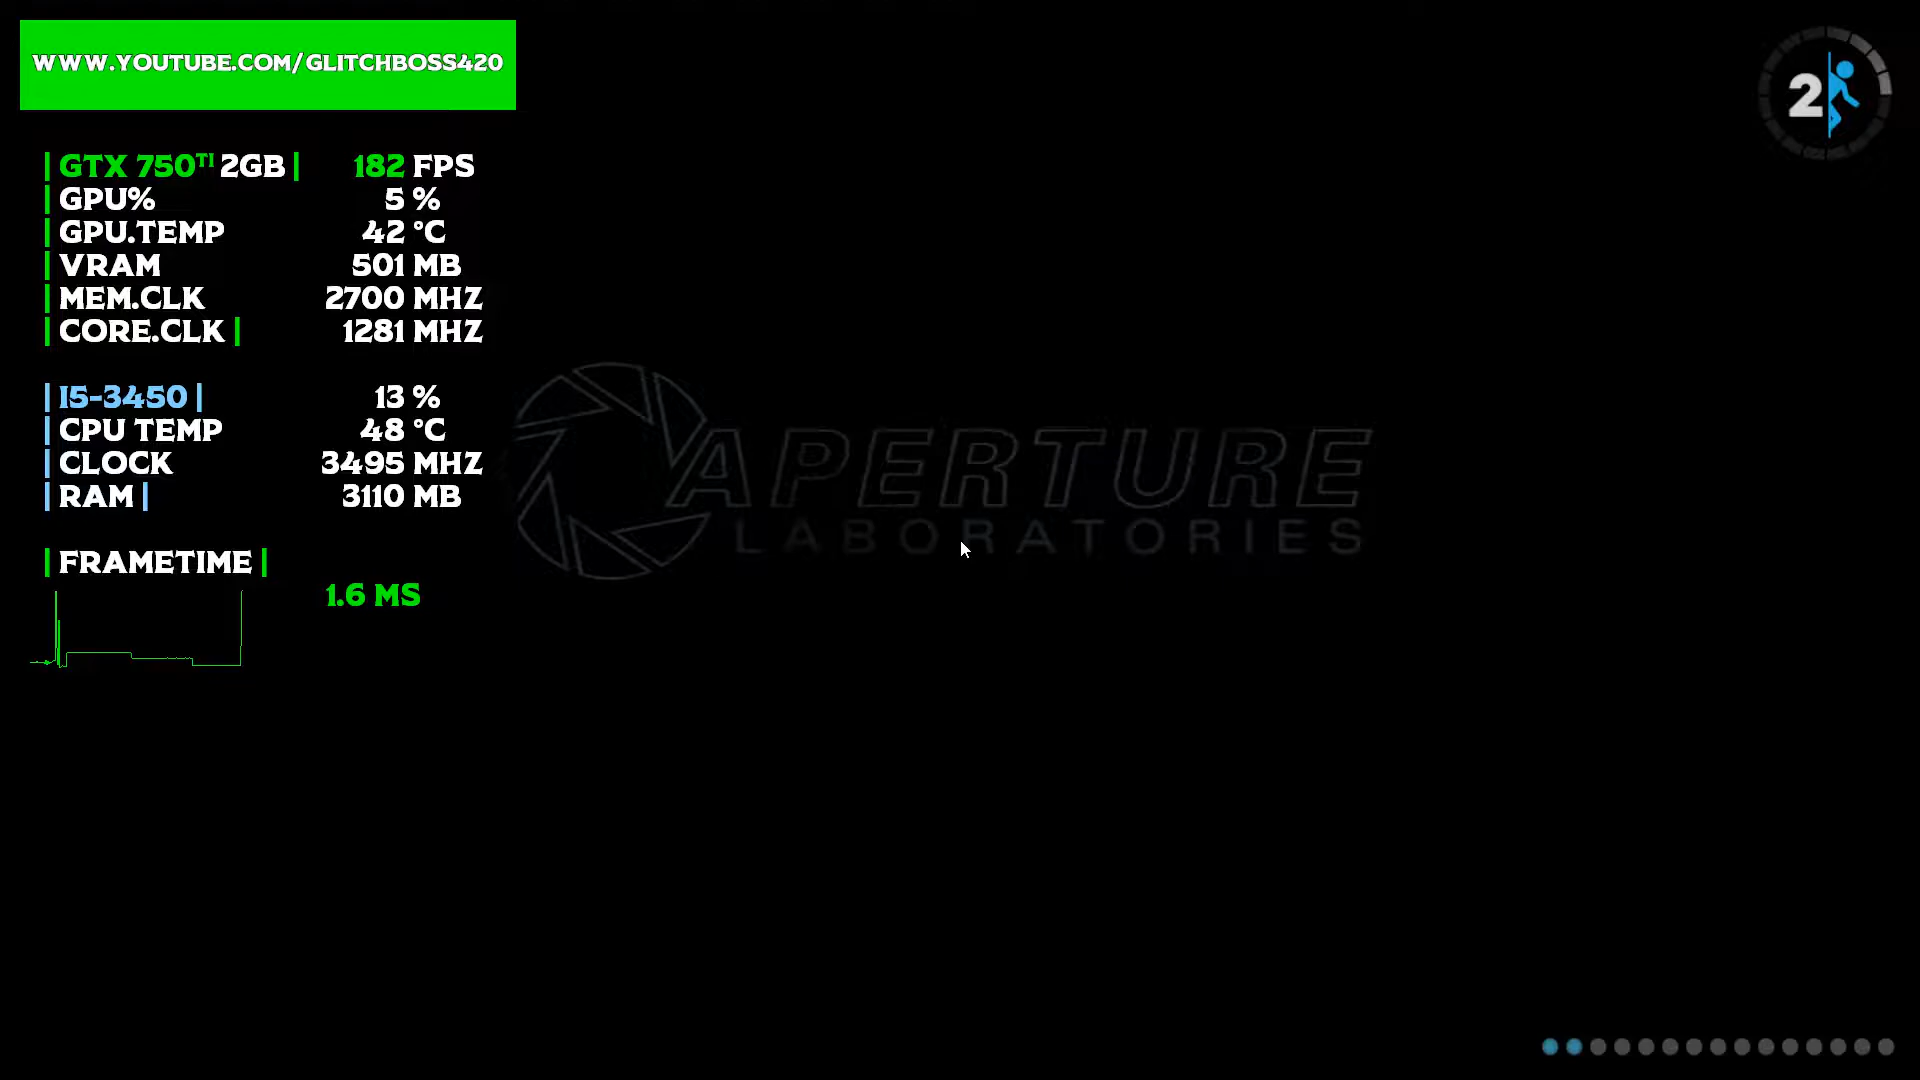 WWW.YOUTUBE.COM/GLITCHBOSS420
2
| GTX 750TI 2GB | 182 FPS
| GPU% 5 %
| GPU.TEMP 42 °C
| VRAM 501 MB
| MEM.CLK 2700 MHZ
| CORE.CLK | 1281 MHZ
| I5-3450 | 13 %
| CPU TEMP 48 °C
| CLOCK 3495 MHZ
| RAM | 3110 MB
APERTURE
LABORATORIES
| FRAMETIME |
1.6 MS